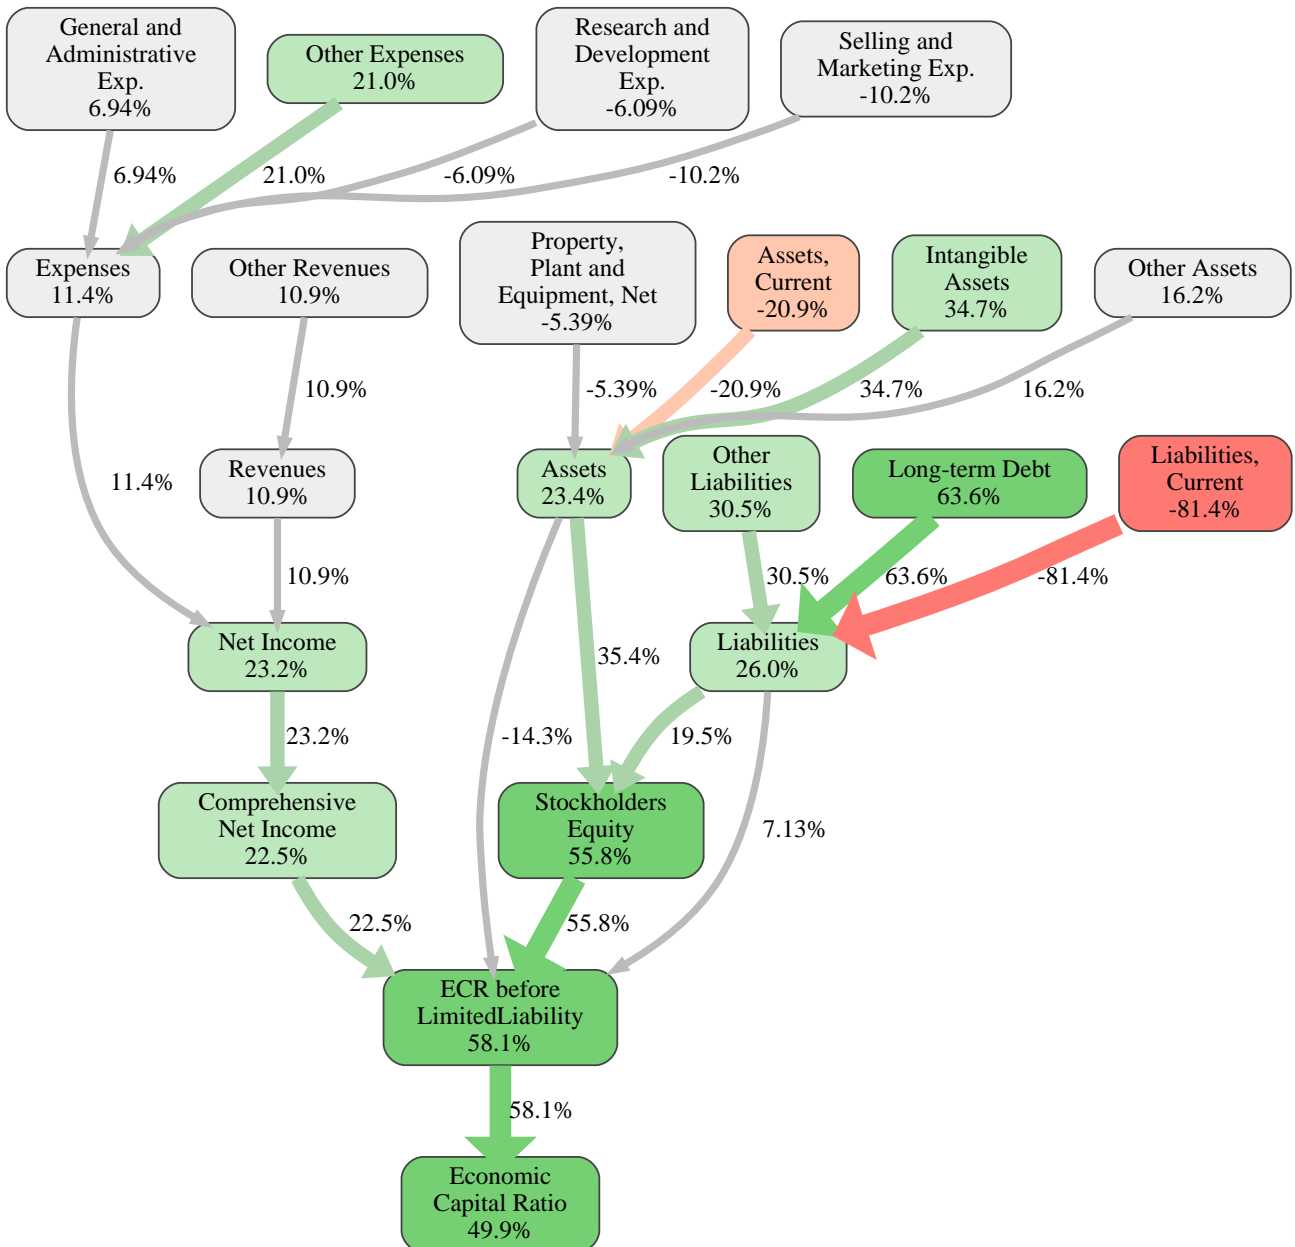 General and
Administrative
Exp.
6.94%
Other Expenses
21.0%
Research and
Development
Exp.
-6.09%
Selling and
Marketing Exp.
-10.2%
6.94%
21.0%
-6.09%
-10.2%
Expenses
11.4%
Other Revenues
10.9%
Property,
Plant and
Equipment, Net
-5.39%
Assets,
Current
-20.9%
Intangible
Assets
34.7%
Other Assets
16.2%
10.9%
-5.39%
-20.9%
34.7%
16.2%
11.4%
Revenues
10.9%
Assets
23.4%
Other
Liabilities
30.5%
Long-term Debt
63.6%
Liabilities,
Current
-81.4%
10.9%
30.5%
63.6%
-81.4%
Net Income
23.2%
35.4%
Liabilities
26.0%
23.2%
-14.3%
19.5%
Comprehensive
Net Income
22.5%
Stockholders
Equity
55.8%
7.13%
22.5%
55.8%
ECR before
LimitedLiability
58.1%
58.1%
Economic
Capital Ratio
49.9%